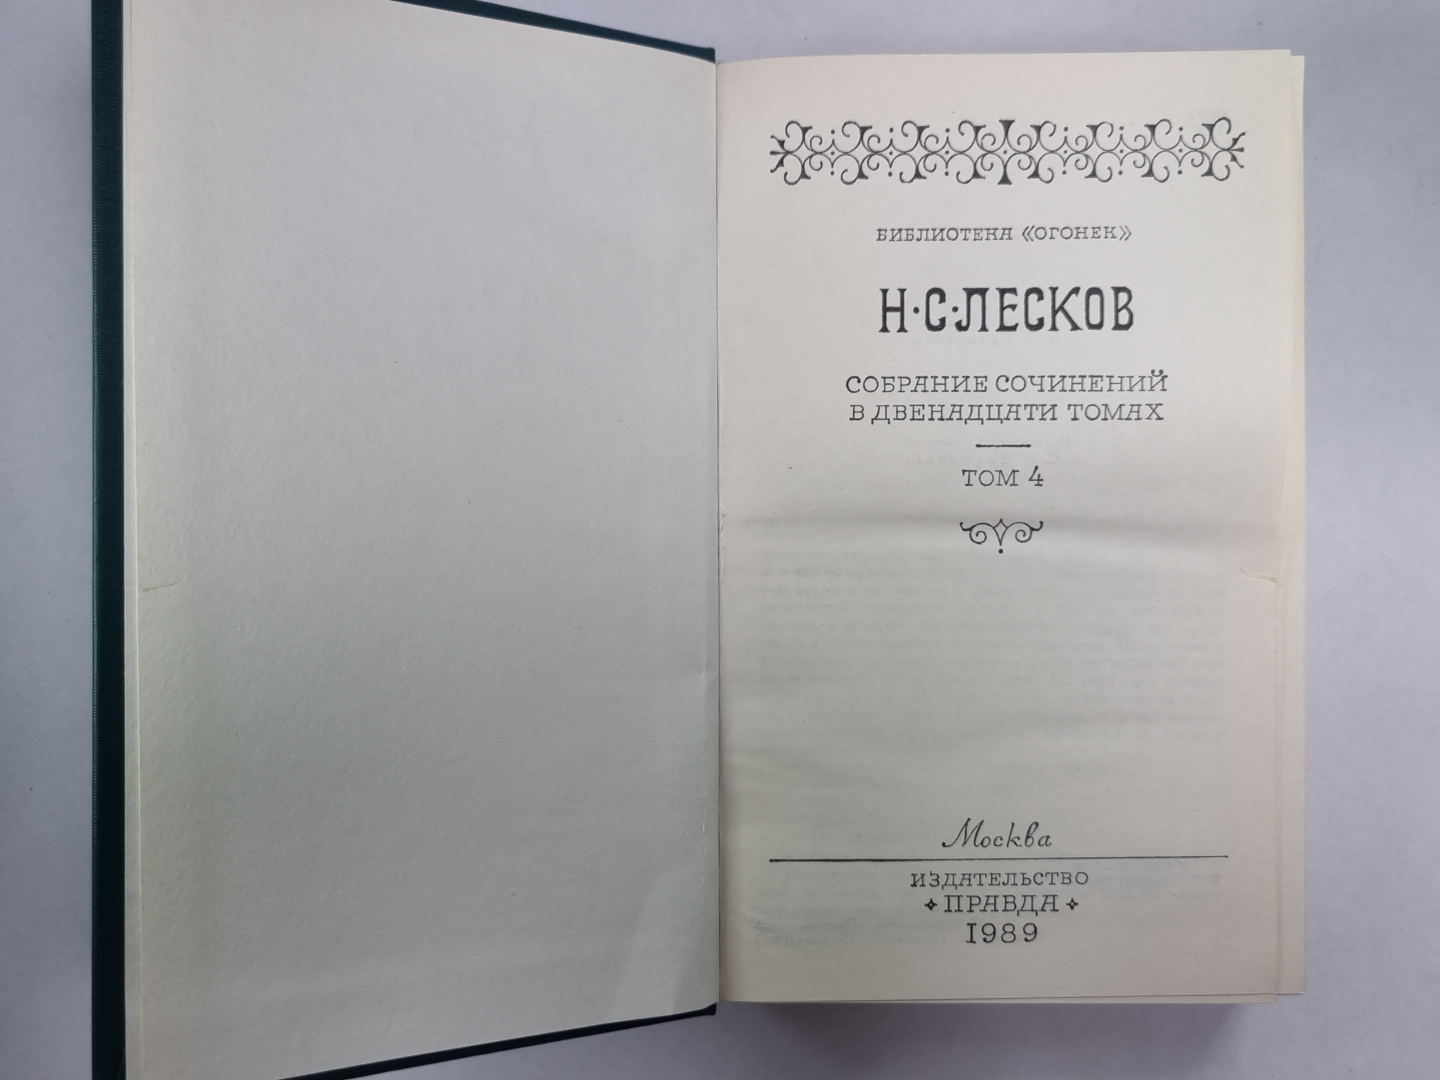 БИБЛИОТЕКА «ОГОНЕК»
Н·С·ЛЕСКОВ
СОБРАНИЕ СОЧИНЕНИЙ
В ДВЕНАДЦАТИ ТОМАХ
ТОМ 4
Москва
ИЗДАТЕЛЬСТВО
ПРАВДА
1989